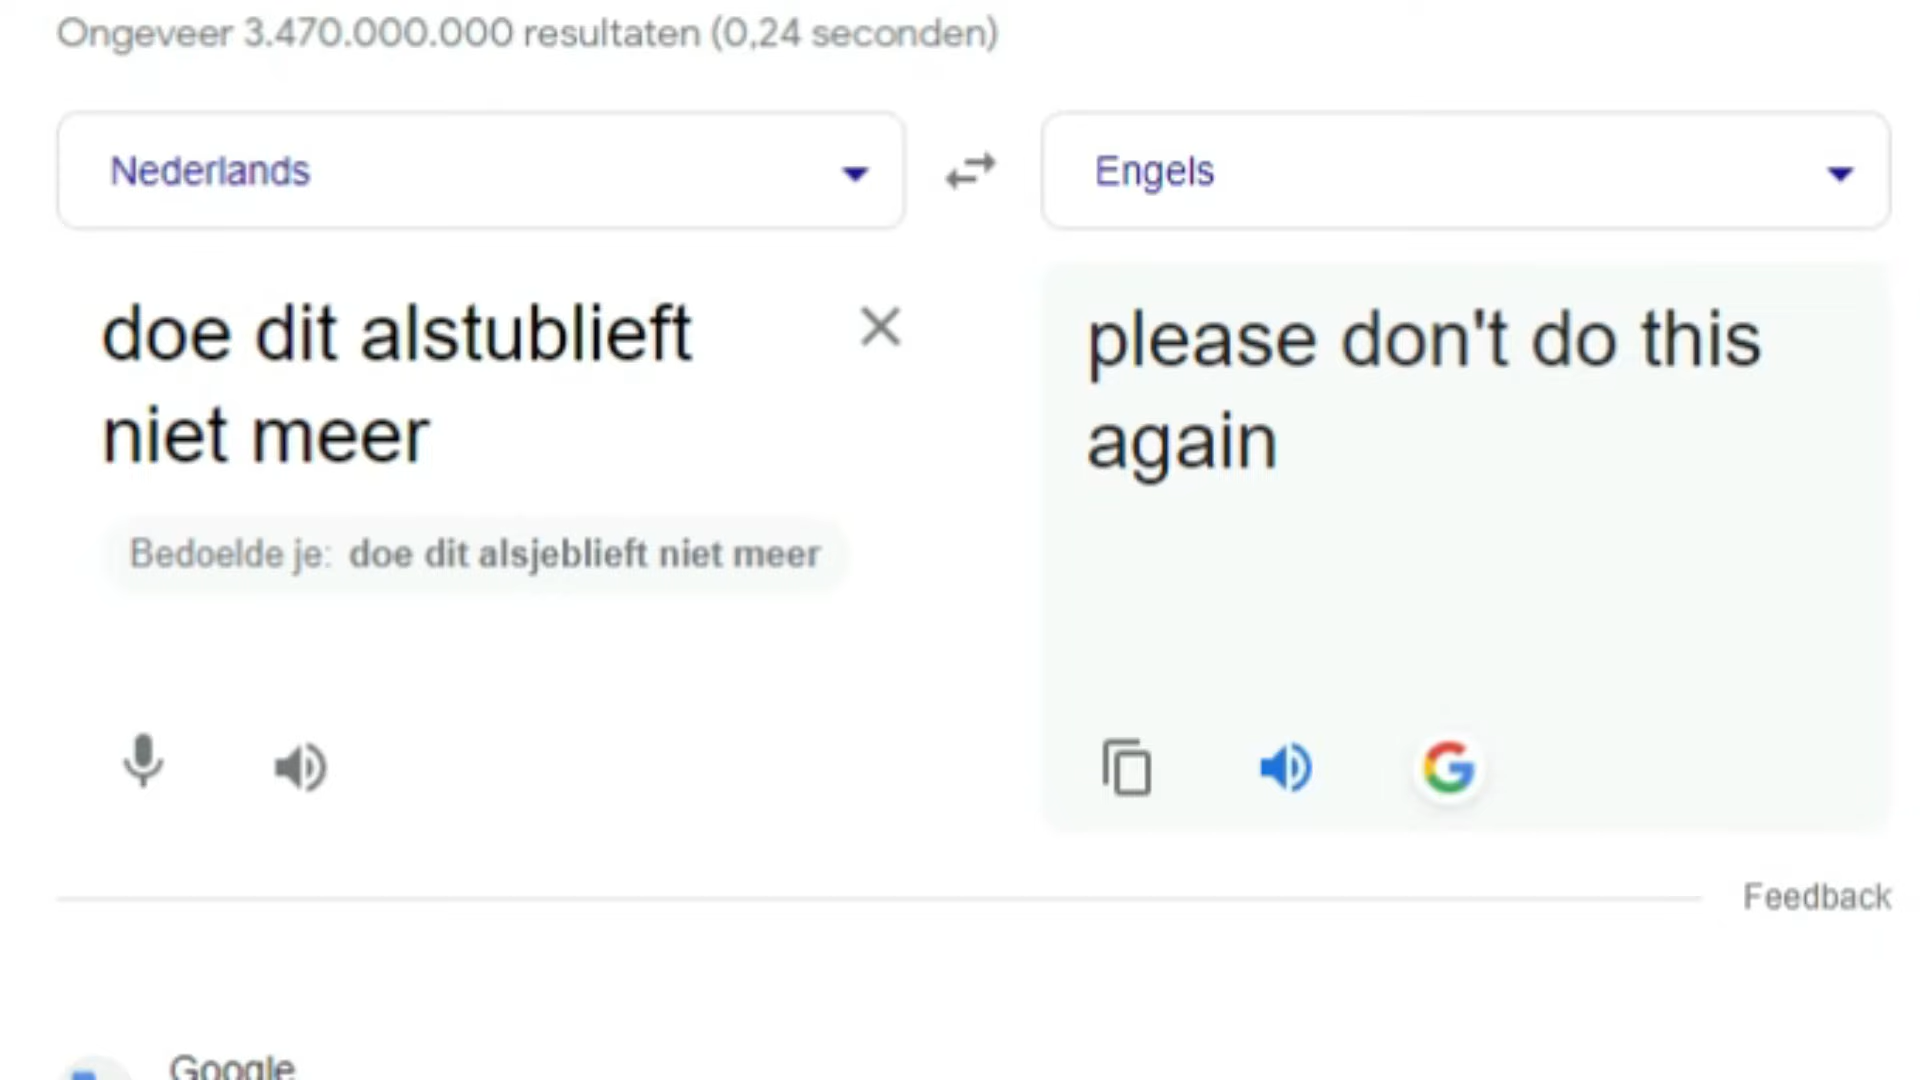 Ongeveer 3.470.000.000 resultaten (0,24 seconden)
Nederlands
Engels
doe dit alstublieft
niet meer
Bedoelde je: doe dit alsjeblieft niet meer
please don't do this
again
Feedback
Google